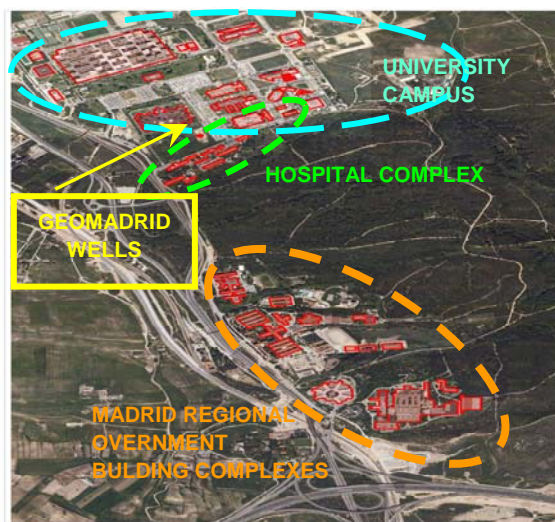 UNIVERSITY
CAMPUS
HOSPITAL COMPLEX
GEOMADRID
WELLS
MADRID REGIONAL
OVERNMENT
BULDING COMPLEXES